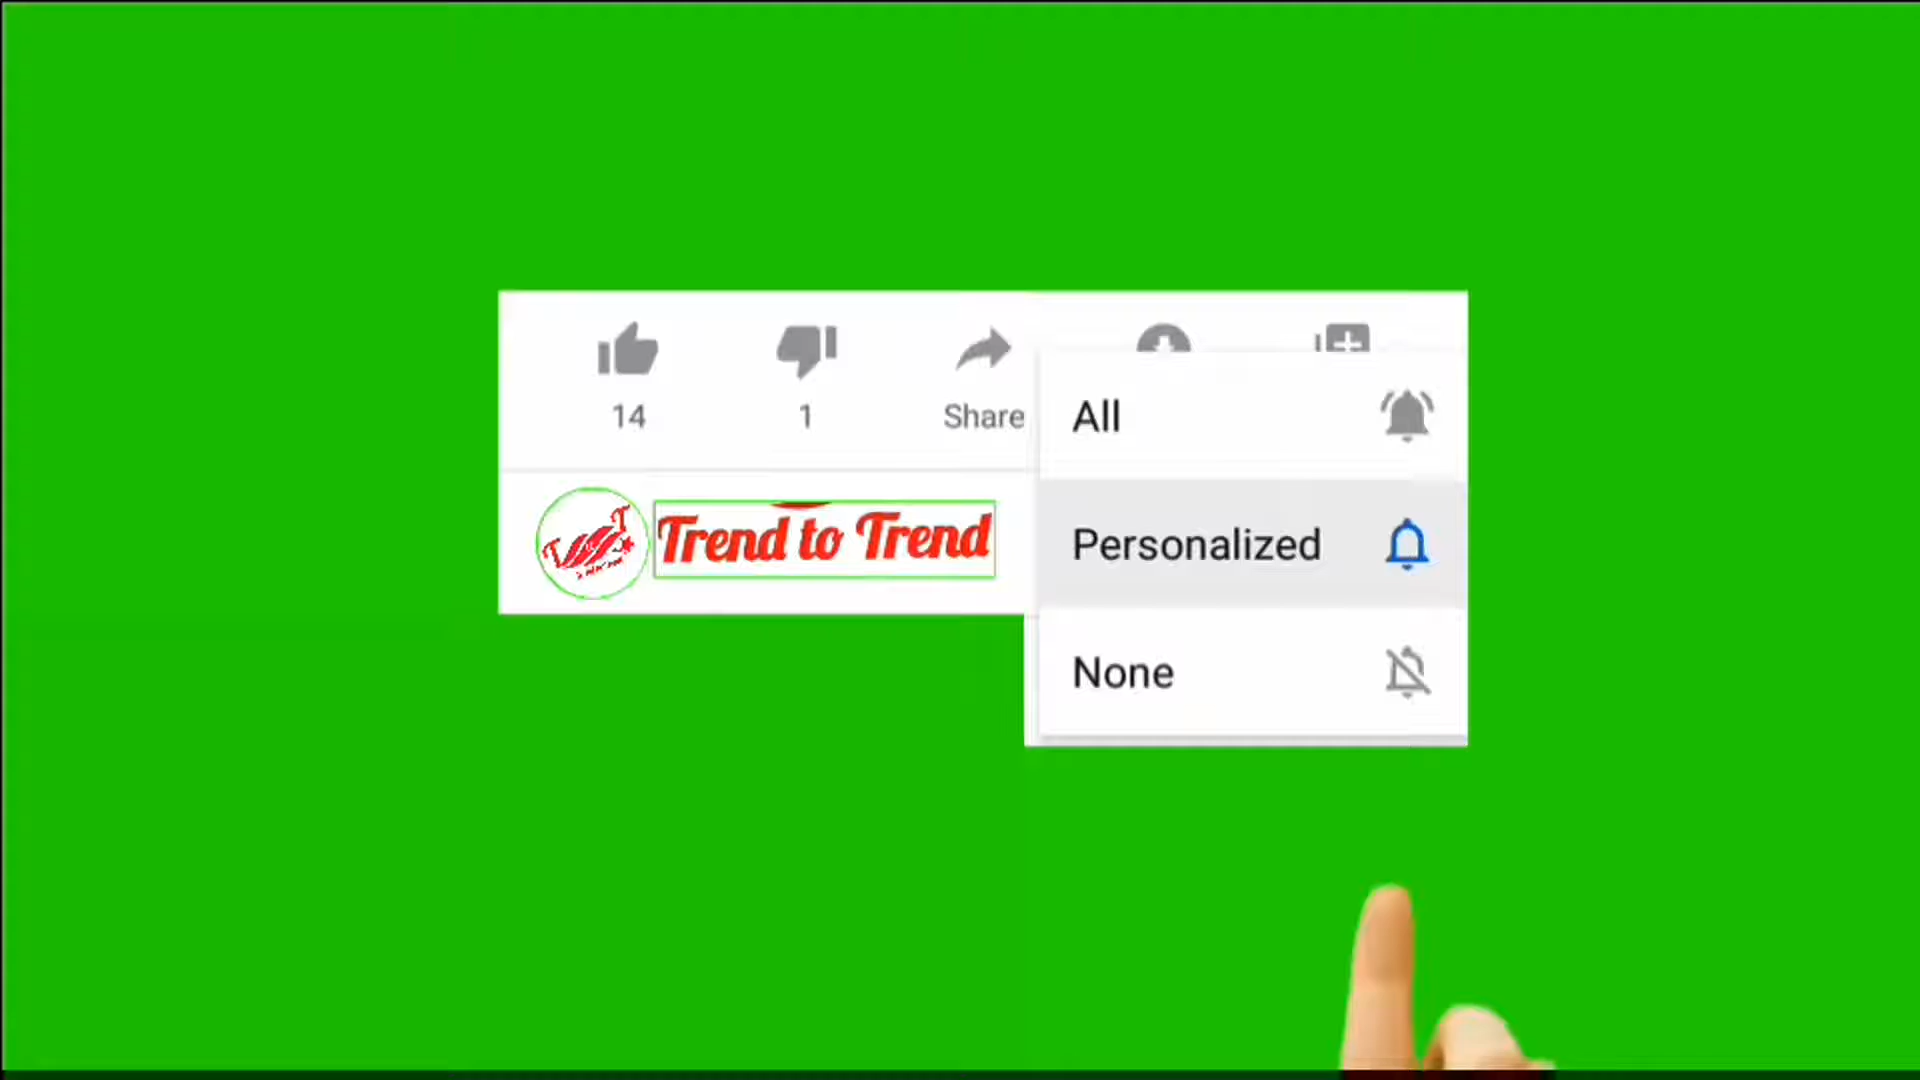 14
1
Share
All
Trend to Trend
Personalized
None